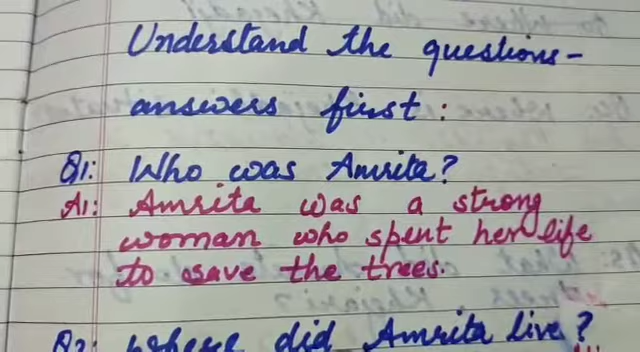 Understand the questions-
answers first:
Q1: Who was Amrita?
A1: Amrita was a strong
woman who spent her life
to save the trees.
Q2: Where did Amrita live?